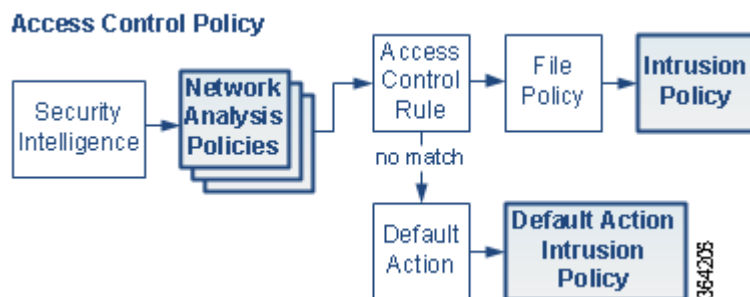 Access Control Policy
Security
Intelligence
Network
Analysis
Policies
Access
Control
Rule
File
Policy
Intrusion
Policy
no match
Default
Action
Default Action
Intrusion
Policy
364206